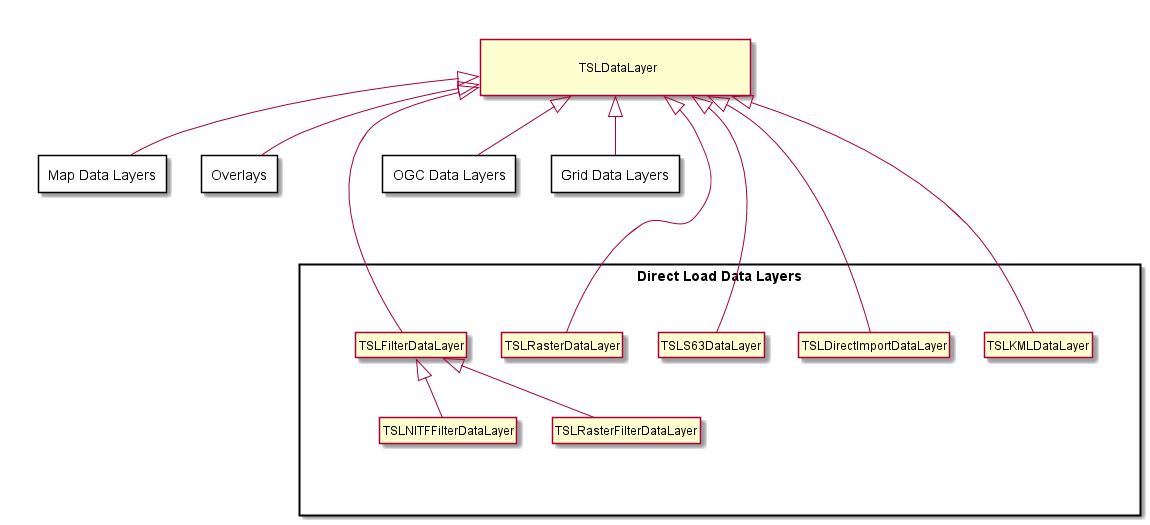 TSLDataLayer
Map Data Layers
Overlays
OGC Data Layers
Grid Data Layers
Direct Load Data Layers
TSLFilterDataLayer
TSLRasterDataLayer
TSLS63DataLayer
TSLDirectImportDataLayer
TSLKMLDataLayer
TSLNITFFilterDataLayer
TSLRasterFilterDataLayer